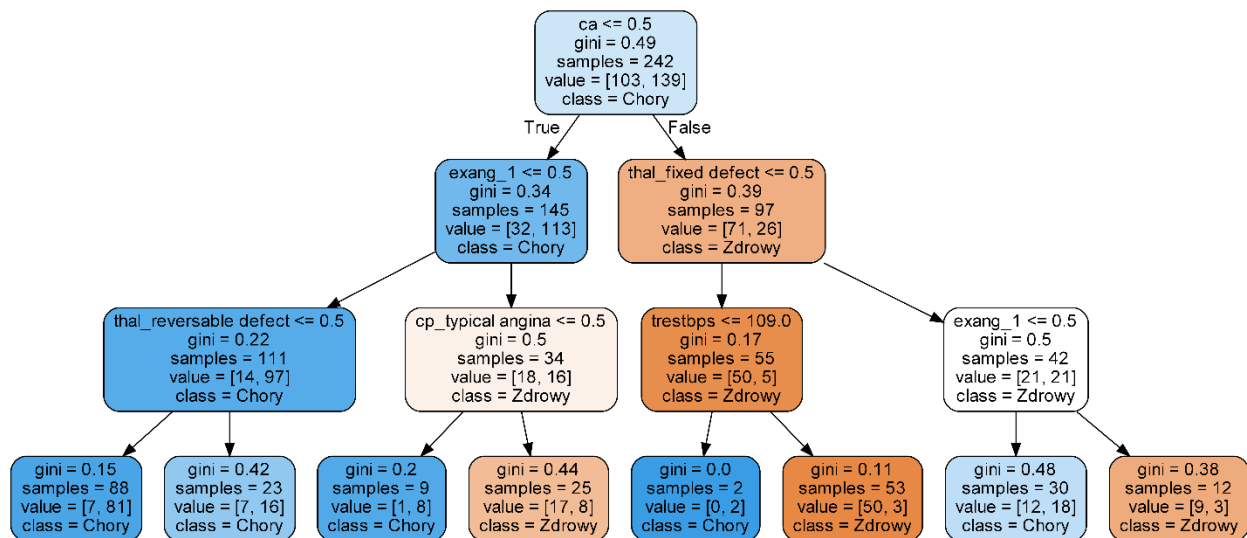 ca <= 0.5
gini = 0.49
samples = 242
value = [103, 139]
class = Chory
True
False
exang_1 <= 0.5
gini = 0.34
samples = 145
value = [32, 113]
class = Chory
thal_fixed defect <= 0.5
gini = 0.39
samples = 97
value = [71, 26]
class = Zdrowy
thal_reversable defect <= 0.5
gini = 0.22
samples = 111
value = [14, 97]
class = Chory
cp_typical angina <= 0.5
gini = 0.5
samples = 34
value = [18, 16]
class = Zdrowy
trestbps <= 109.0
gini = 0.17
samples = 55
value = [50, 5]
class = Zdrowy
exang_1 <= 0.5
gini = 0.5
samples = 42
value = [21, 21]
class = Zdrowy
gini = 0.15
samples = 88
value = [7, 81]
class = Chory
gini = 0.42
samples = 23
value = [7, 16]
class = Chory
gini = 0.2
samples = 9
value = [1, 8]
class = Chory
gini = 0.44
samples = 25
value = [17, 8]
class = Zdrowy
gini = 0.0
samples = 2
value = [0, 2]
class = Chory
gini = 0.11
samples = 53
value = [50, 3]
class = Zdrowy
gini = 0.48
samples = 30
value = [12, 18]
class = Chory
gini = 0.38
samples = 12
value = [9, 3]
class = Zdrowy